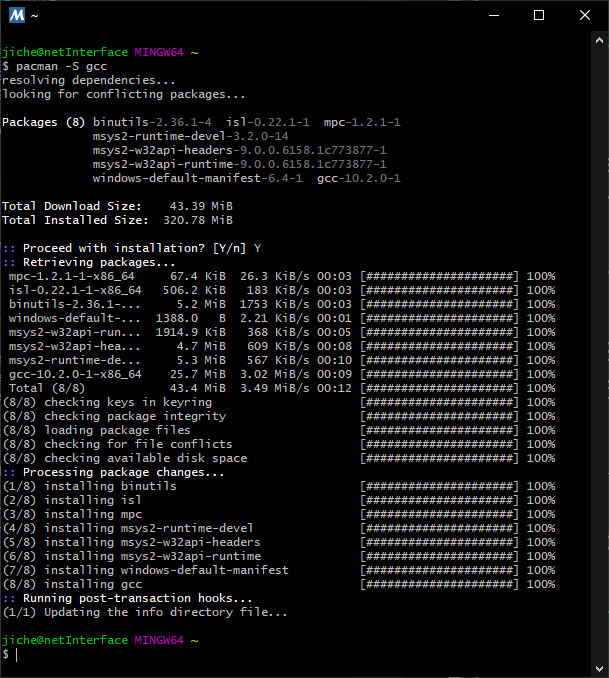 ~
jiche@netInterface MINGW64 ~
$ pacman -S gcc
resolving dependencies...
looking for conflicting packages...
Packages (8) binutils-2.36.1-4  isl-0.22.1-1  mpc-1.2.1-1
             msys2-runtime-devel-3.2.0-14
             msys2-w32api-headers-9.0.0.6158.1c773877-1
             msys2-w32api-runtime-9.0.0.6158.1c773877-1
             windows-default-manifest-6.4-1  gcc-10.2.0-1
Total Download Size:    43.39 MiB
Total Installed Size:  320.78 MiB
:: Proceed with installation? [Y/n] Y
:: Retrieving packages...
 mpc-1.2.1-1-x86_64     67.4 KiB  26.3 KiB/s 00:03 [######################] 100%
 isl-0.22.1-1-x86_64   506.2 KiB   183 KiB/s 00:03 [######################] 100%
 binutils-2.36.1-...     5.2 MiB  1753 KiB/s 00:03 [######################] 100%
 windows-default-...  1388.0   B  2.21 KiB/s 00:01 [######################] 100%
 msys2-w32api-run...  1914.9 KiB   368 KiB/s 00:05 [######################] 100%
 msys2-w32api-hea...     4.7 MiB   609 KiB/s 00:08 [######################] 100%
 msys2-runtime-de...     5.3 MiB   567 KiB/s 00:10 [######################] 100%
 gcc-10.2.0-1-x86_64    25.7 MiB  3.02 MiB/s 00:09 [######################] 100%
 Total (8/8)            43.4 MiB  3.49 MiB/s 00:12 [######################] 100%
(8/8) checking keys in keyring                     [######################] 100%
(8/8) checking package integrity                   [######################] 100%
(8/8) loading package files                        [######################] 100%
(8/8) checking for file conflicts                  [######################] 100%
(8/8) checking available disk space                [######################] 100%
:: Processing package changes...
(1/8) installing binutils                          [######################] 100%
(2/8) installing isl                               [######################] 100%
(3/8) installing mpc                               [######################] 100%
(4/8) installing msys2-runtime-devel               [######################] 100%
(5/8) installing msys2-w32api-headers              [######################] 100%
(6/8) installing msys2-w32api-runtime              [######################] 100%
(7/8) installing windows-default-manifest          [######################] 100%
(8/8) installing gcc                               [######################] 100%
:: Running post-transaction hooks...
(1/1) Updating the info directory file...
jiche@netInterface MINGW64 ~
$